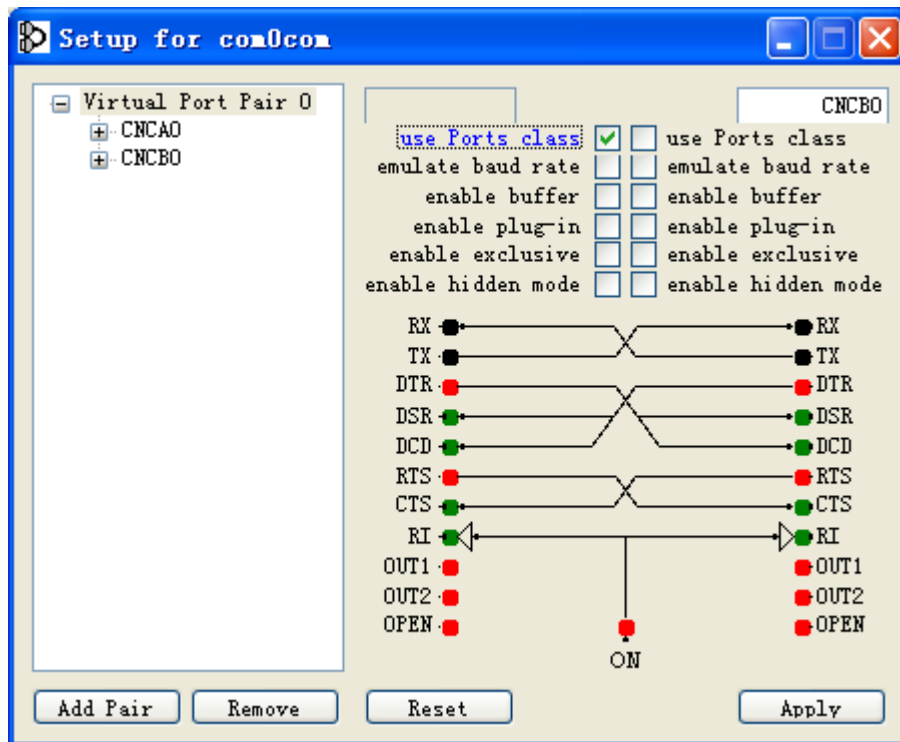 Setup for com0com
Virtual Port Pair 0
CNCA0
CNCB0
CNCB0
use Ports class use Ports class
emulate baud rate emulate baud rate
enable buffer enable buffer
enable plug-in enable plug-in
enable exclusive enable exclusive
enable hidden mode enable hidden mode
RX RX
TX TX
DTR DTR
DSR DSR
DCD DCD
RTS RTS
CTS CTS
RI RI
OUT1 OUT1
OUT2 OUT2
OPEN OPEN
ON
Add Pair Remove Reset Apply